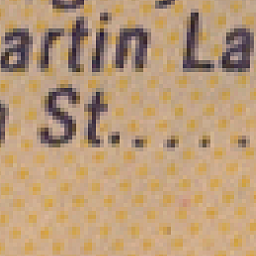 artin La
St. . . . .